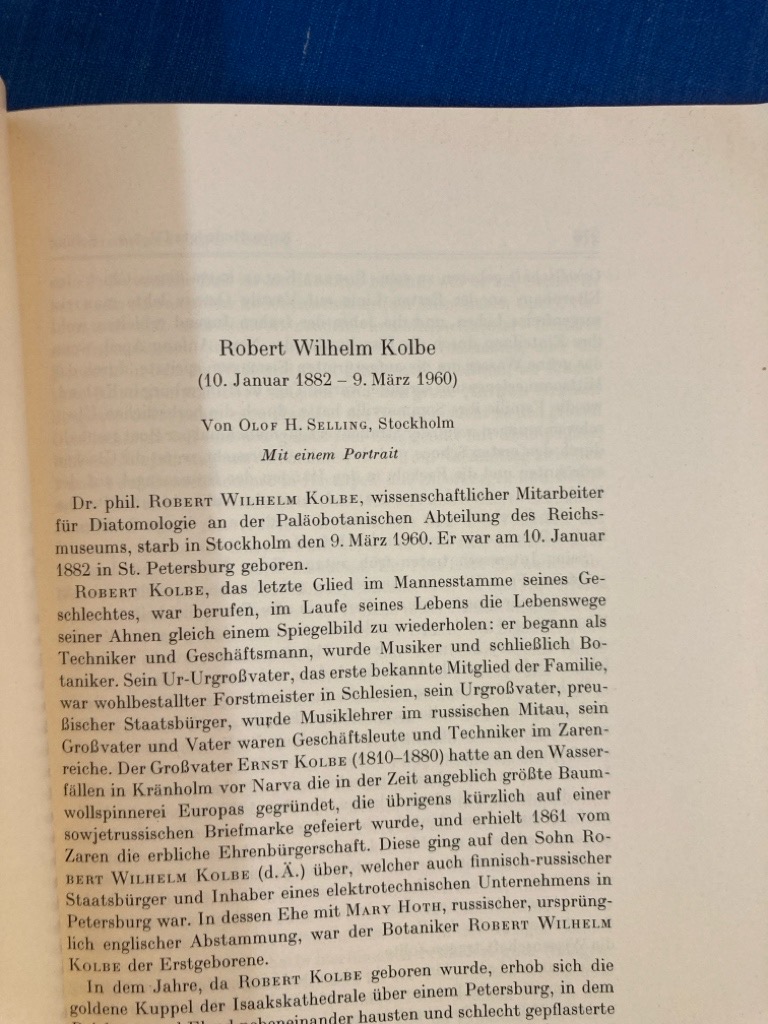 Robert Wilhelm Kolbe
(10. Januar 1882 – 9. März 1960)
Von Olof H. Selling, Stockholm
Mit einem Portrait
Dr. phil. Robert Wilhelm Kolbe, wissenschaftlicher Mitarbeiter
für Diatomologie an der Paläobotanischen Abteilung des Reichs-
museums, starb in Stockholm den 9. März 1960. Er war am 10. Januar
1882 in St. Petersburg geboren.
Robert Kolbe, das letzte Glied im Mannesstamme seines Ge-
schlechtes, war berufen, im Laufe seines Lebens die Lebenswege
seiner Ahnen gleich einem Spiegelbild zu wiederholen: er begann als
Techniker und Geschäftsmann, wurde Musiker und schließlich Bo-
taniker. Sein Ur-Urgroßvater, das erste bekannte Mitglied der Familie,
war wohlbestallter Forstmeister in Schlesien, sein Urgroßvater, preu-
ßischer Staatsbürger, wurde Musiklehrer im russischen Mitau, sein
Großvater und Vater waren Geschäftsleute und Techniker im Zaren-
reiche. Der Großvater Ernst Kolbe (1810–1880) hatte an den Wasser-
fällen in Kränholm vor Narva die in der Zeit angeblich größte Baum-
wollspinnerei Europas gegründet, die übrigens kürzlich auf einer
sowjetrussischen Briefmarke gefeiert wurde, und erhielt 1861 vom
Zaren die erbliche Ehrenbürgerschaft. Diese ging auf den Sohn Ro-
bert Wilhelm Kolbe (d.Ä.) über, welcher auch finnisch-russischer
Staatsbürger und Inhaber eines elektrotechnischen Unternehmens in
Petersburg war. In dessen Ehe mit Mary Hoth, russischer, ursprüng-
lich englischer Abstammung, war der Botaniker Robert Wilhelm
Kolbe der Erstgeborene.
In dem Jahre, da Robert Kolbe geboren wurde, erhob sich die
goldene Kuppel der Isaakskathedrale über einem Petersburg, in dem
hausten und schlecht gepflasterte